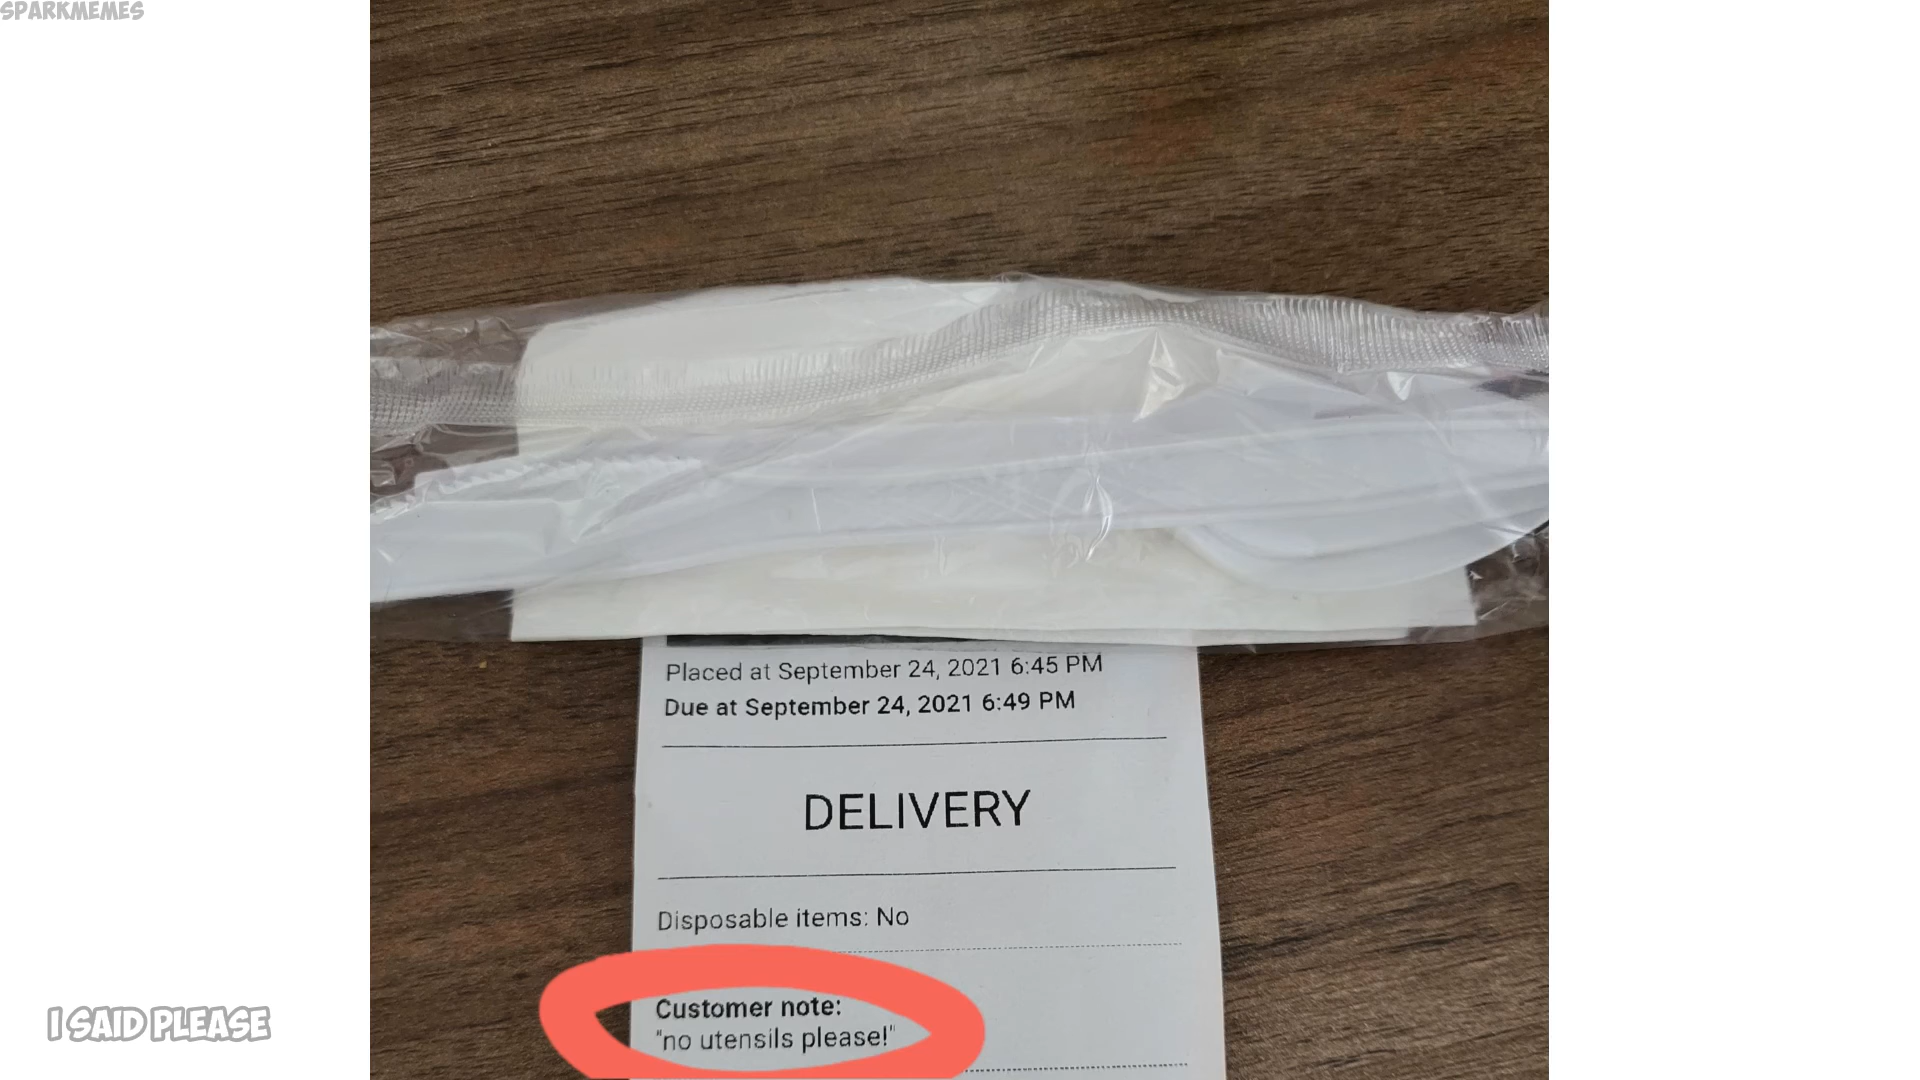 SPARKMEMES
Placed at September 24, 2021 6:45 PM
Due at September 24, 2021 6:49 PM
DELIVERY
Disposable items: No
Customer note:
"no utensils please!"
I SAID PLEASE